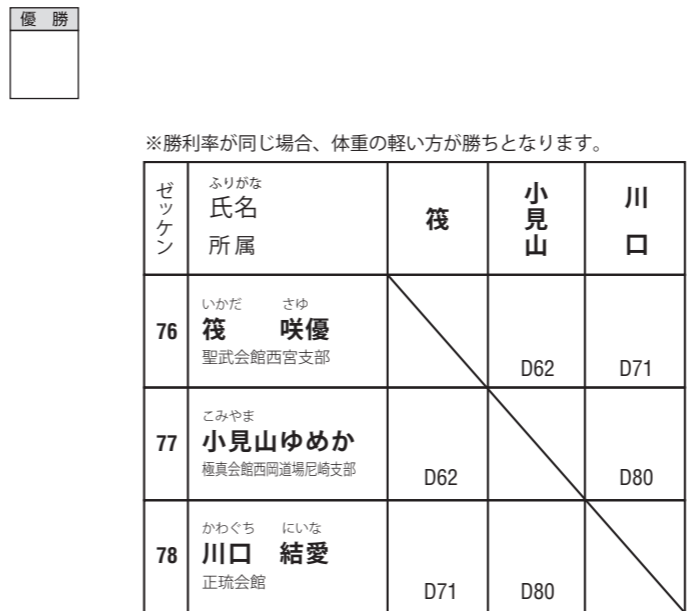 優 勝
※勝利率が同じ場合、体重の軽い方が勝ちとなります。
ゼッケン
ふりがな
氏名
所属
筏
小見山
川口
76
いかだ さゆ
筏 咲優
聖武会館西宮支部
D62
D71
77
こみやま
小見山ゆめか
極真会館西岡道場尼崎支部
D62
D80
78
かわぐち にいな
川口 結愛
正琉会館
D71
D80